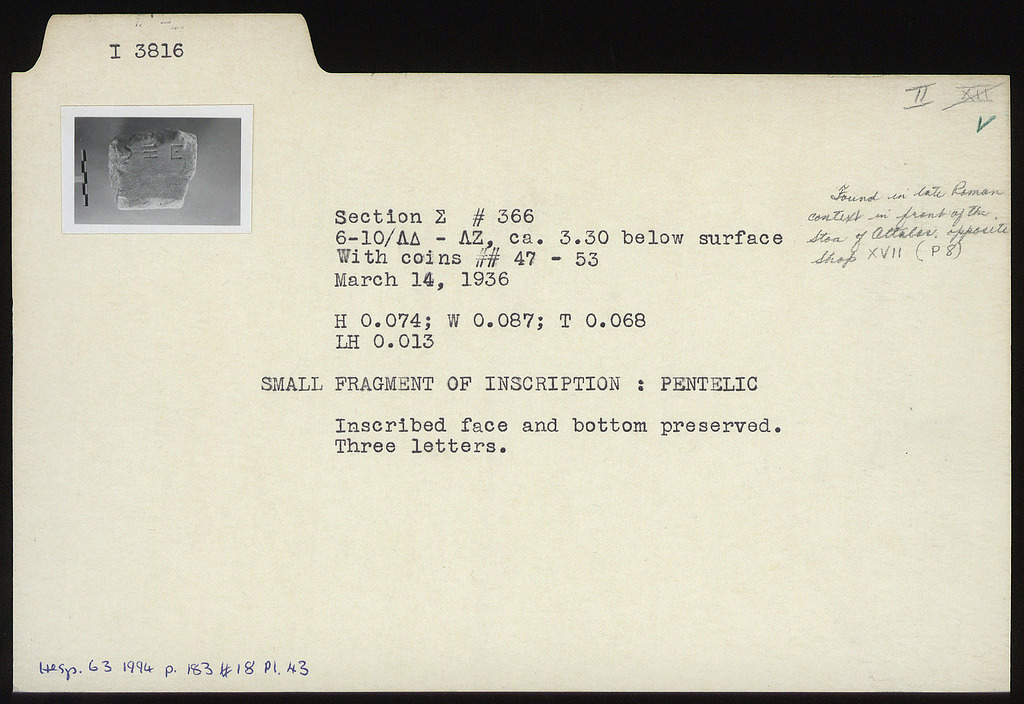 I 3816
II XII
✓
Found in late Roman
context in front of the
Stoa of Attalos, opposite
Shop XVII (P 8)
Section Σ # 366
6-10/ΛΔ - ΛΖ, ca. 3.30 below surface
With coins ## 47 - 53
March 14, 1936
H 0.074; W 0.087; T 0.068
LH 0.013
SMALL FRAGMENT OF INSCRIPTION : PENTELIC
Inscribed face and bottom preserved.
Three letters.
Hesp. 63 1994 p. 183 #18 Pl. 43